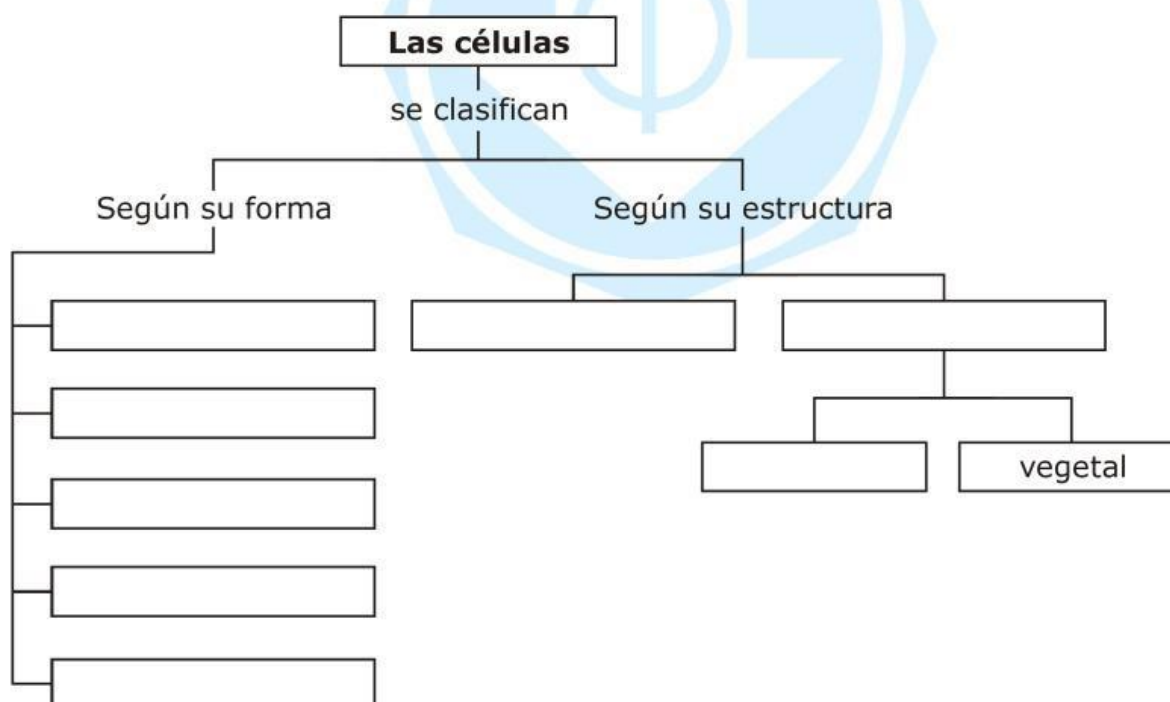 Las células
se clasifican
Según su forma
Según su estructura
vegetal